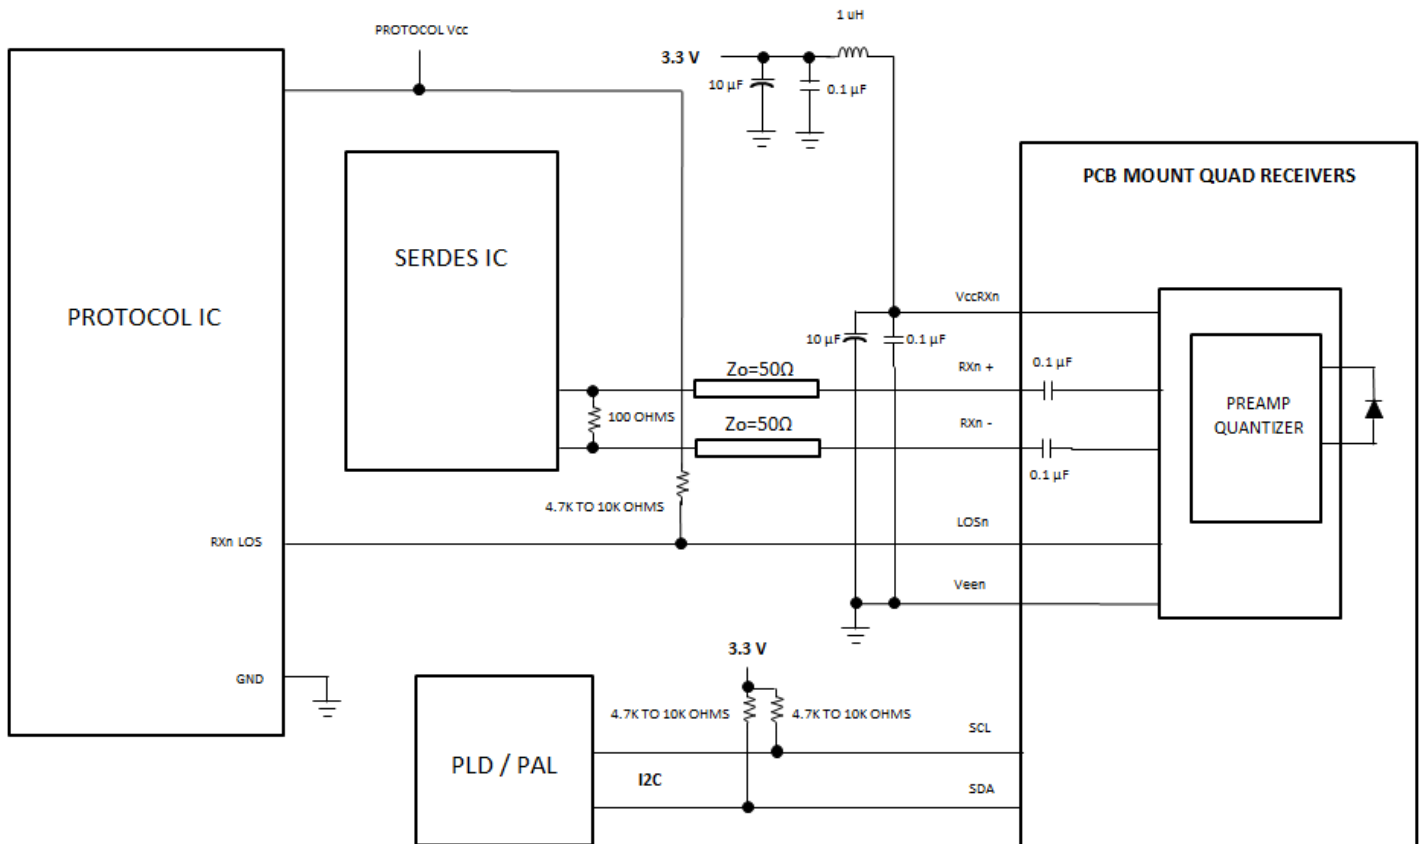 1 uH
PROTOCOL Vcc
3.3 V
10 µF
0.1 µF
PCB MOUNT QUAD RECEIVERS
SERDES IC
PROTOCOL IC
VccRXn
10 µF
0.1 µF
Zo=50Ω
RXn +
0.1 µF
PREAMP
QUANTIZER
100 OHMS
Zo=50Ω
RXn -
0.1 µF
4.7K TO 10K OHMS
LOSn
RXn LOS
Veen
3.3 V
GND
4.7K TO 10K OHMS
4.7K TO 10K OHMS
SCL
PLD / PAL
I2C
SDA